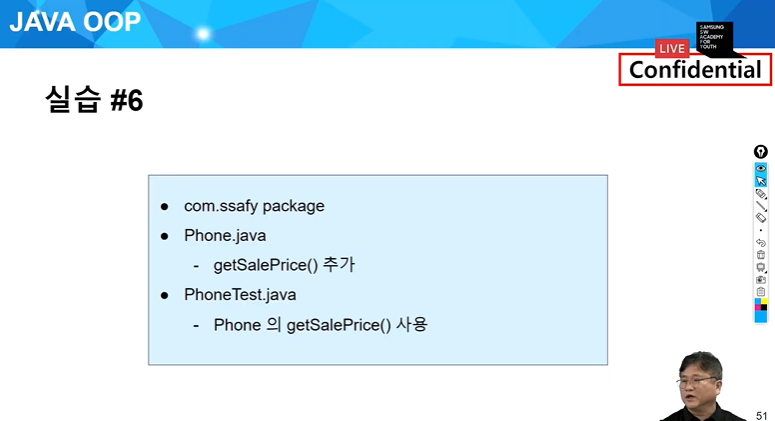 JAVA OOP
SAMSUNG
SW
ACADEMY
FOR
YOUTH
LIVE
Confidential
실습 #6
● com.ssafy package
● Phone.java
- getSalePrice() 추가
● PhoneTest.java
- Phone 의 getSalePrice() 사용
51